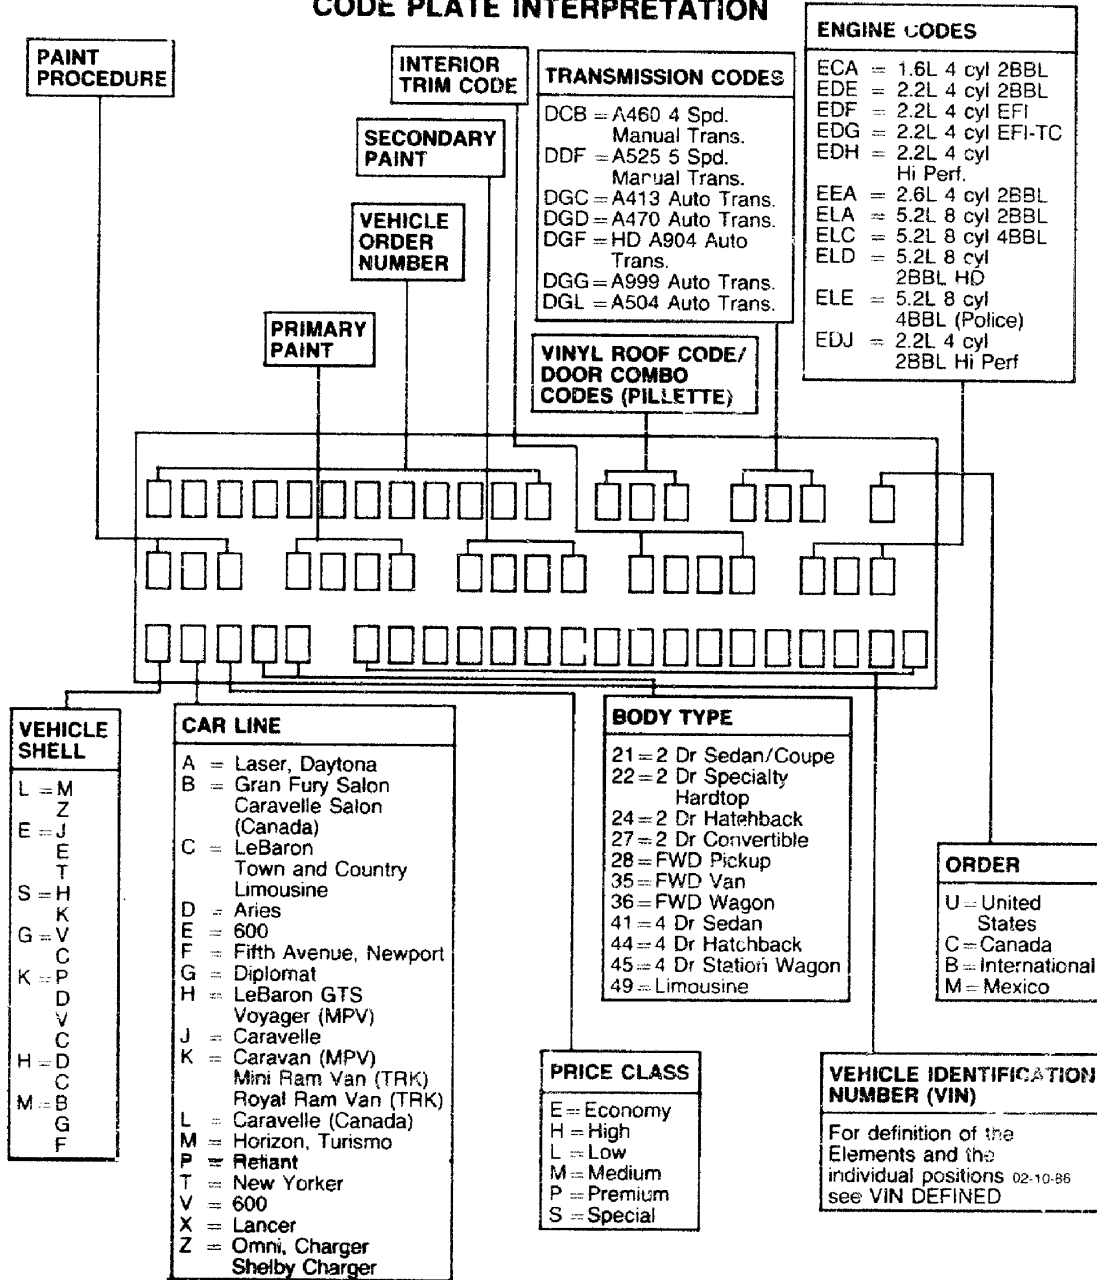 CODE PLATE INTERPRETATION
PAINT
PROCEDURE
INTERIOR
TRIM CODE
SECONDARY
PAINT
VEHICLE
ORDER
NUMBER
PRIMARY
PAINT
TRANSMISSION CODES
DCB = A460 4 Spd.
Manual Trans.
DDF = A525 5 Spd.
Manual Trans.
DGC = A413 Auto Trans.
DGD = A470 Auto Trans.
DGF = HD A904 Auto
Trans.
DGG = A999 Auto Trans.
DGL = A504 Auto Trans.
VINYL ROOF CODE/
DOOR COMBO
CODES (PILLETTE)
ENGINE CODES
ECA = 1.6L 4 cyl 2BBL
EDE = 2.2L 4 cyl 2BBL
EDF = 2.2L 4 cyl EFI
EDG = 2.2L 4 cyl EFI-TC
EDH = 2.2L 4 cyl
Hi Perf.
EEA = 2.6L 4 cyl 2BBL
ELA = 5.2L 8 cyl 2BBL
ELC = 5.2L 8 cyl 4BBL
ELD = 5.2L 8 cyl
2BBL HD
ELE = 5.2L 8 cyl
4BBL (Police)
EDJ = 2.2L 4 cyl
2BBL Hi Perf
VEHICLE
SHELL
L = M
Z
E = J
E
T
S = H
K
G = V
C
K = P
D
V
C
H = D
C
M = B
G
F
CAR LINE
A = Laser, Daytona
B = Gran Fury Salon
Caravelle Salon
(Canada)
C = LeBaron
Town and Country
Limousine
D = Aries
E = 600
F = Fifth Avenue, Newport
G = Diplomat
H = LeBaron GTS
Voyager (MPV)
J = Caravelle
K = Caravan (MPV)
Mini Ram Van (TRK)
Royal Ram Van (TRK)
L = Caravelle (Canada)
M = Horizon, Turismo
P = Reliant
T = New Yorker
V = 600
X = Lancer
Z = Omni, Charger
Shelby Charger
BODY TYPE
21 = 2 Dr Sedan/Coupe
22 = 2 Dr Specialty
Hardtop
24 = 2 Dr Hatchback
27 = 2 Dr Convertible
28 = FWD Pickup
35 = FWD Van
36 = FWD Wagon
41 = 4 Dr Sedan
44 = 4 Dr Hatchback
45 = 4 Dr Station Wagon
49 = Limousine
PRICE CLASS
E = Economy
H = High
L = Low
M = Medium
P = Premium
S = Special
ORDER
U = United
States
C = Canada
B = International
M = Mexico
VEHICLE IDENTIFICATION
NUMBER (VIN)
For definition of the
Elements and the
individual positions 02-10-86
see VIN DEFINED